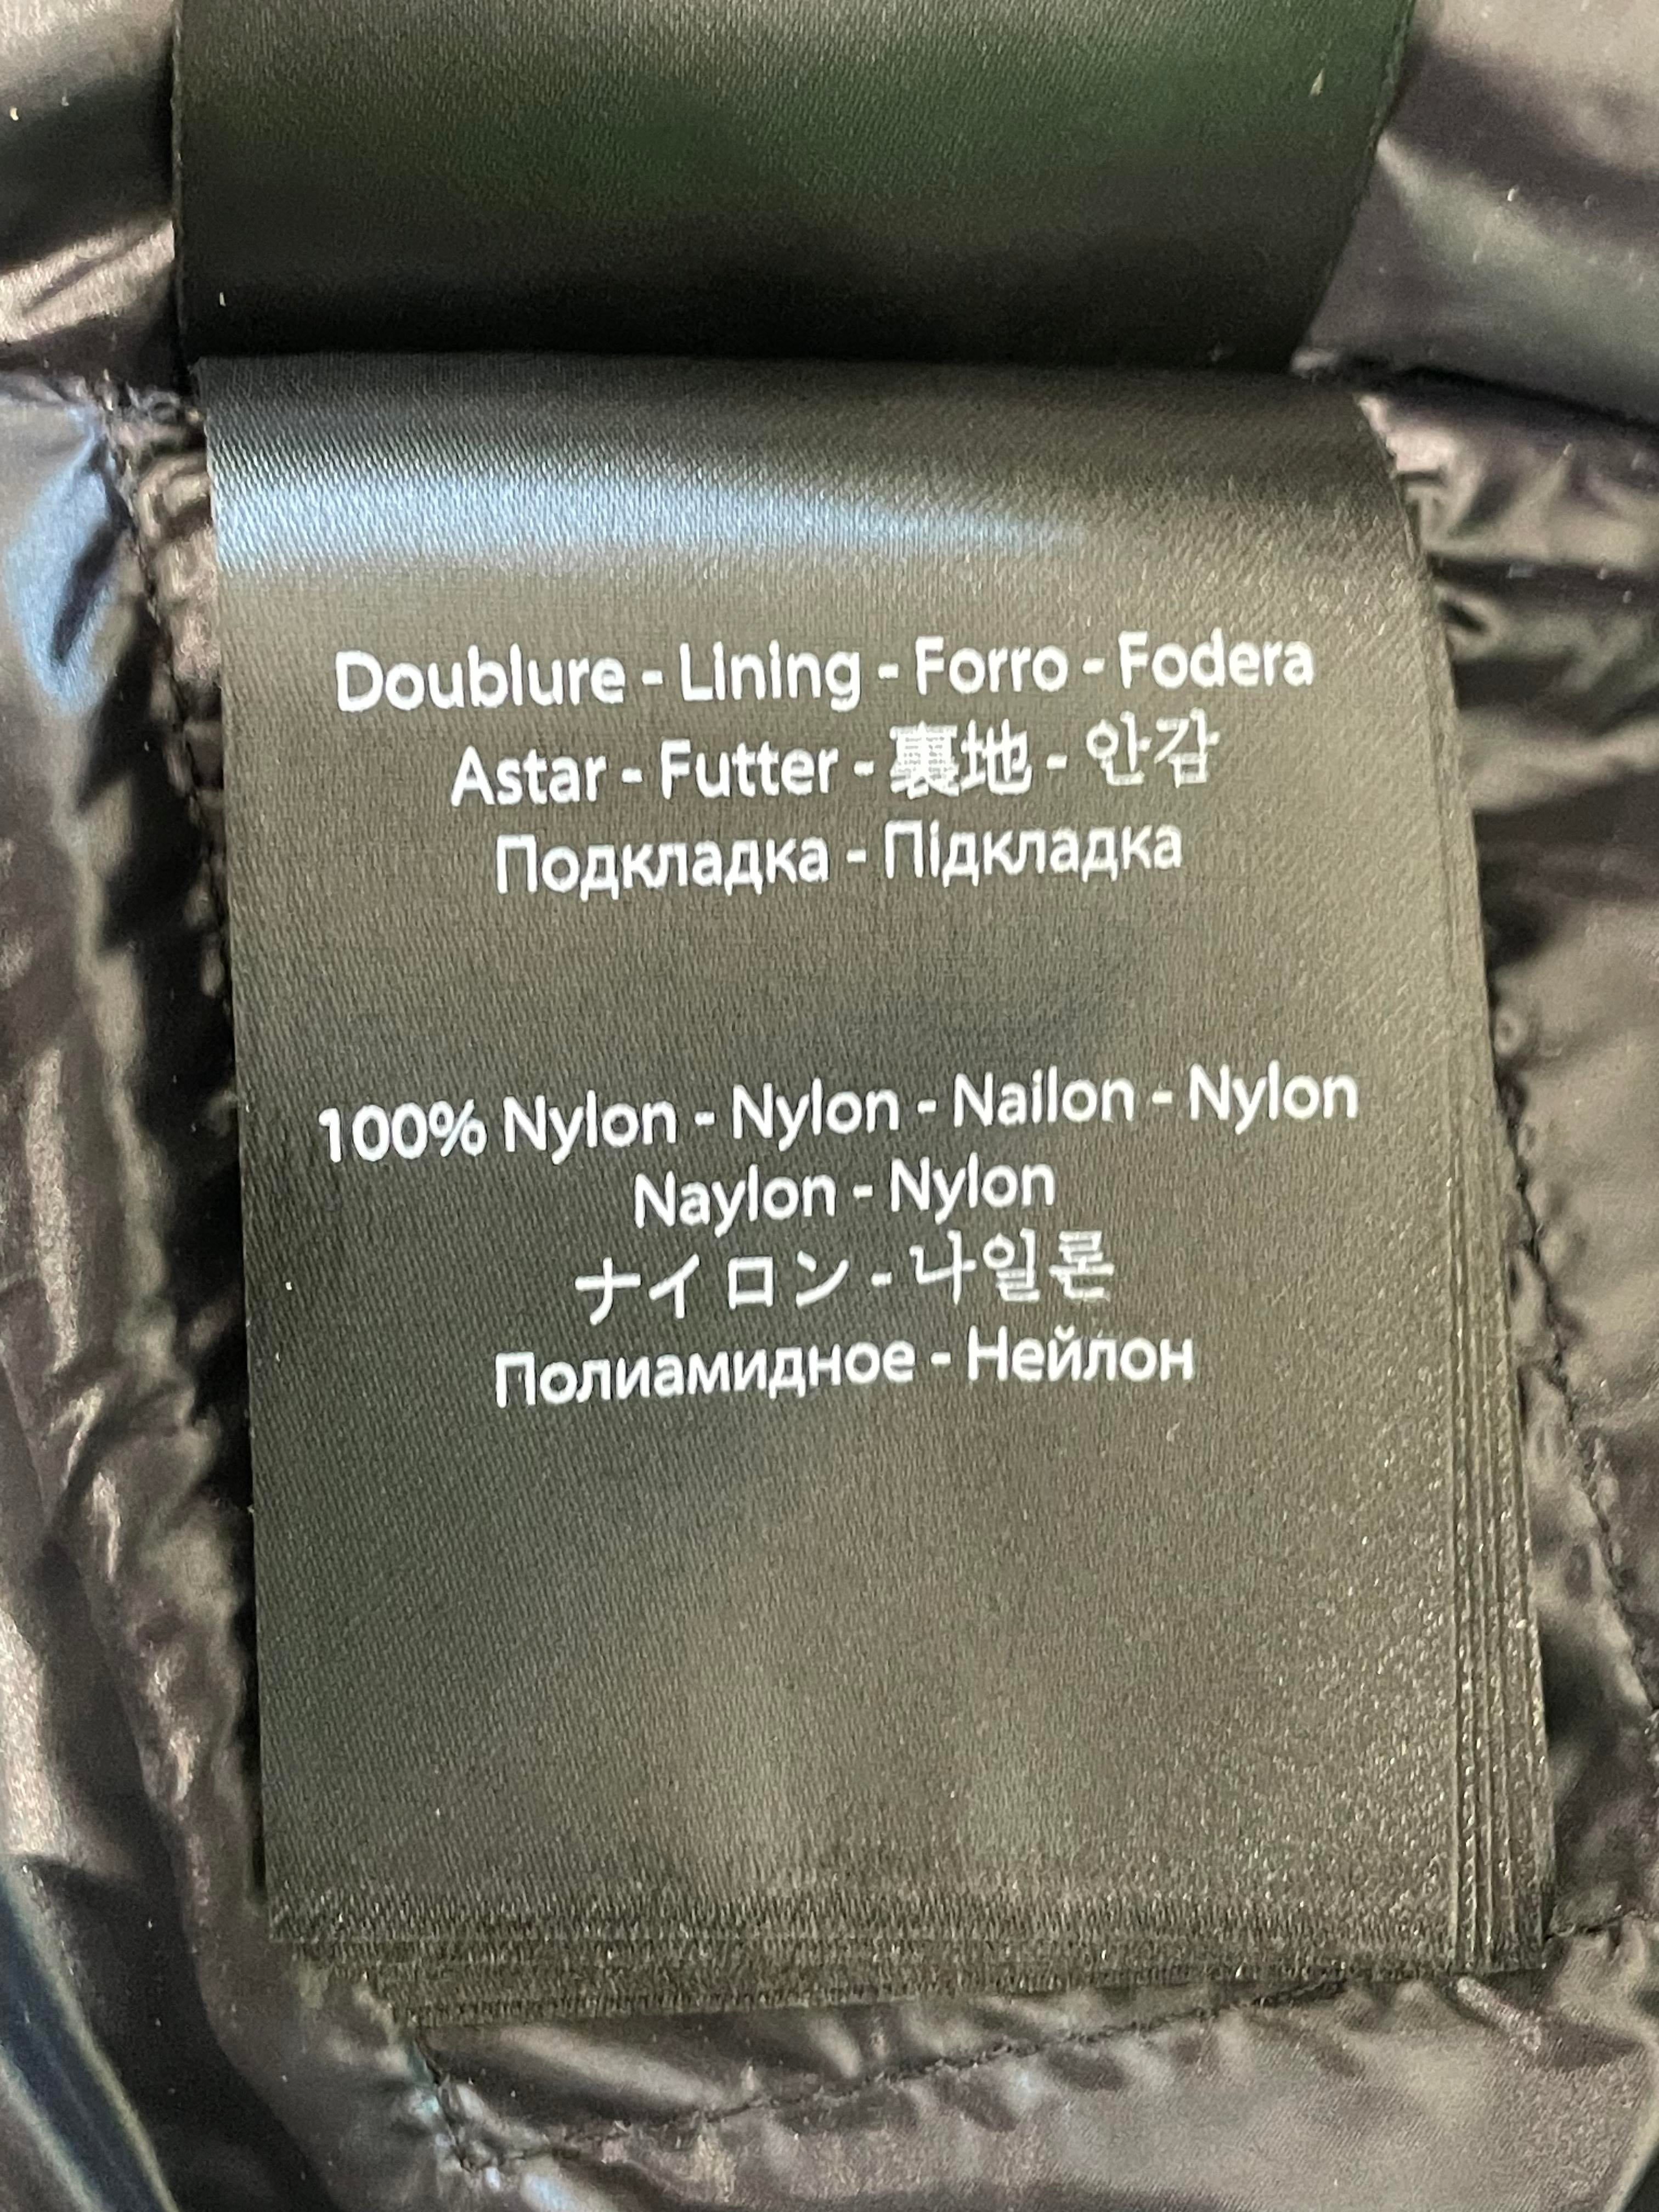 Doublure - Lining - Forro - Fodera
Astar - Futter - 裏地 - 안감
Подкладка - Підкладка
100% Nylon - Nylon - Nailon - Nylon
Naylon - Nylon
ナイロン - 나일론
Полиамидное - Нейлон